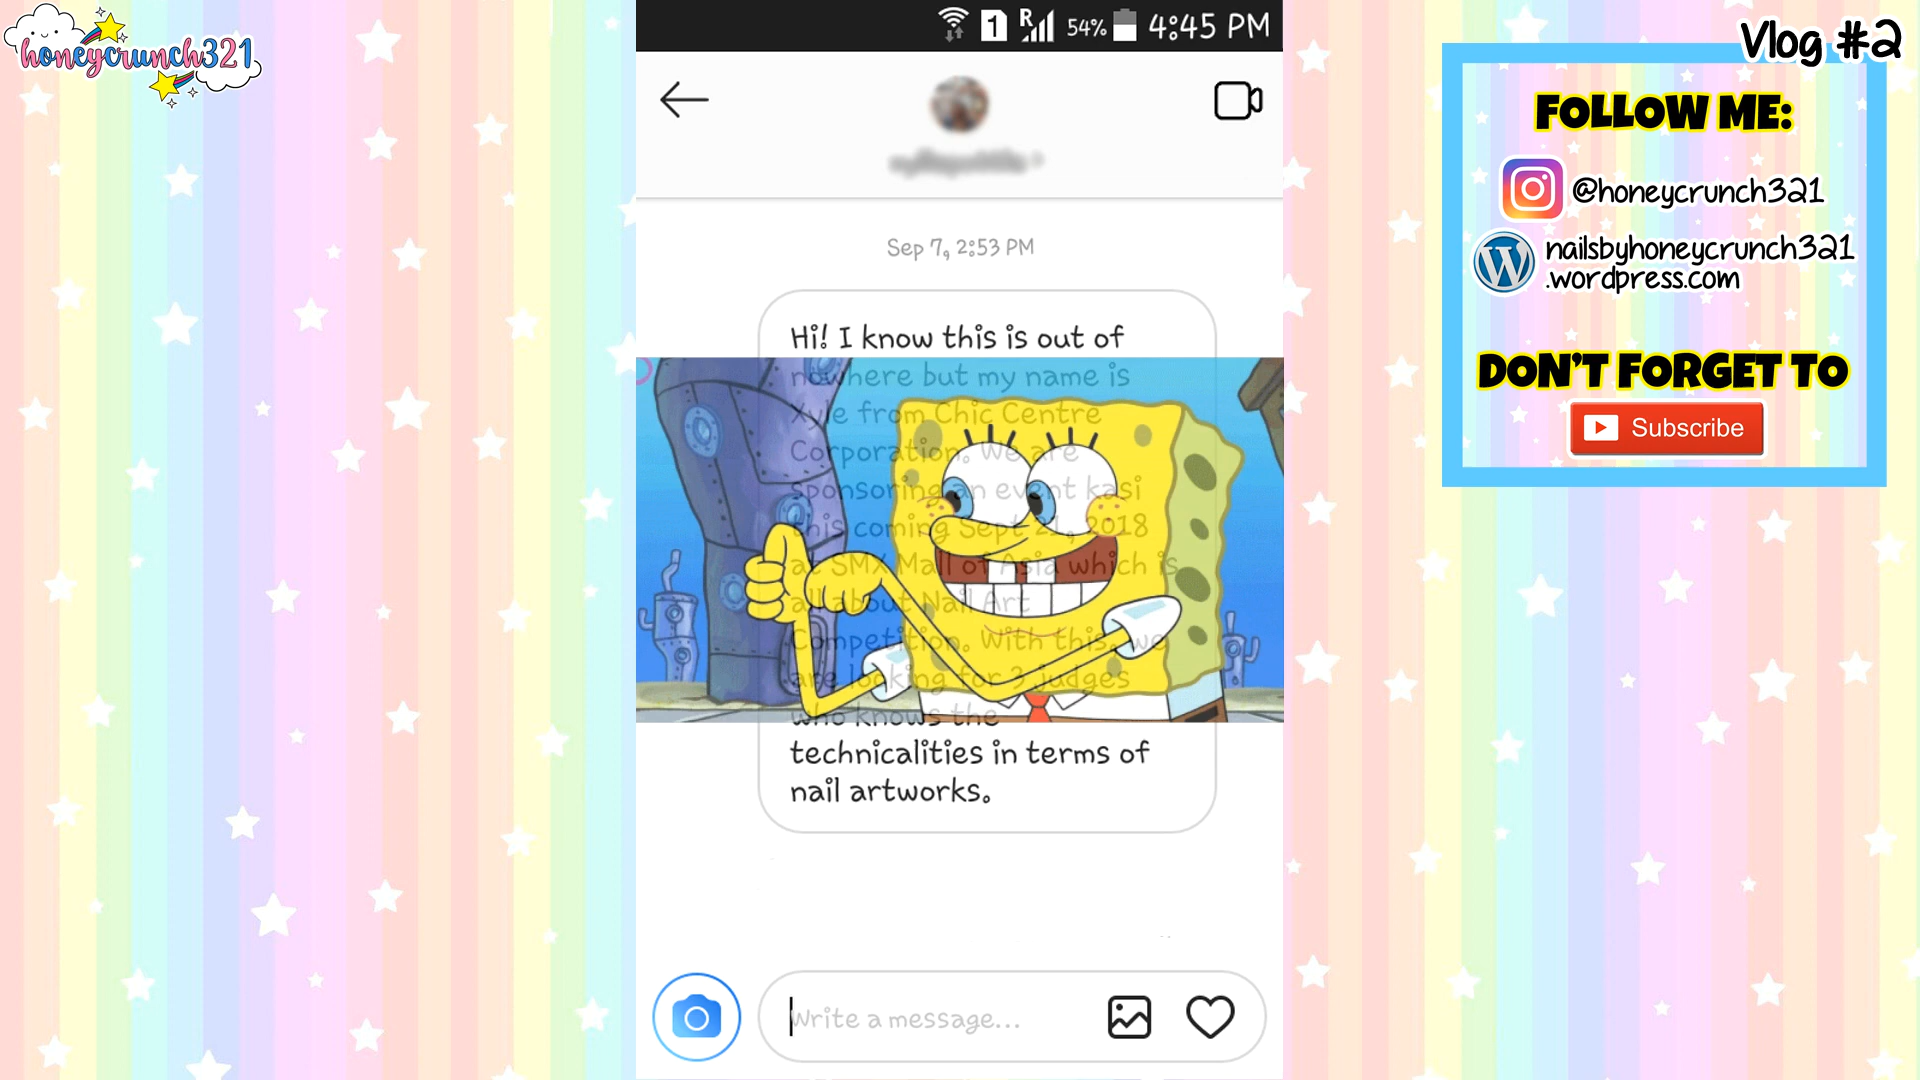 honeycrunch321
1 R 54% 4:45 PM
Vlog #2
FOLLOW ME:
@honeycrunch321
nailsbyhoneycrunch321
.wordpress.com
DON'T FORGET TO
Subscribe
Sep 7, 2:53 PM
Hi! I know this is out of
nowhere but my name is
Xyle from Chic Centre
Corporation. We are
sponsoring an event kasi
this coming Sept 21, 2018
at SMX Mall of Asia which is
all about Nail Art
Competition. With this, we
are looking for 3 judges
who knows the
technicalities in terms of
nail artworks.
Write a message...